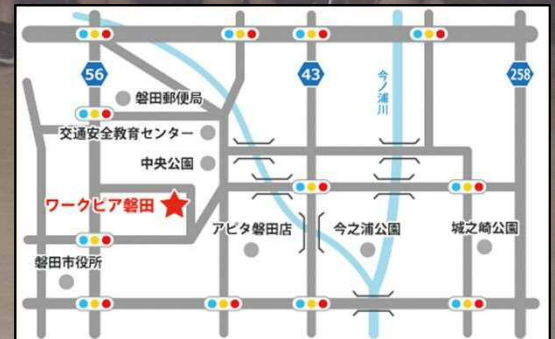 56
43
258
今ノ浦川
磐田郵便局
交通安全教育センター
中央公園
ワークピア磐田
アピタ磐田店
今之浦公園
城之崎公園
磐田市役所